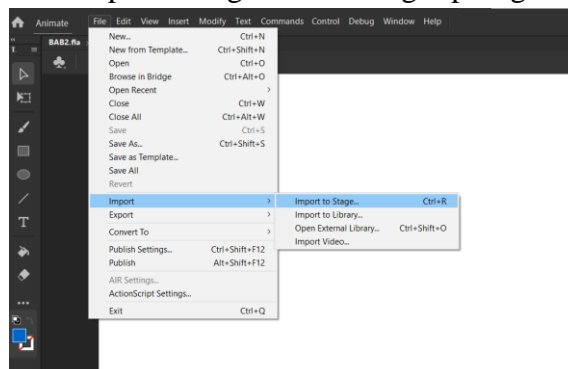 Animate File Edit View Insert Modify Text Commands Control Debug Window Help
BAB2.fla
New... Ctrl+N
New from Template... Ctrl+Shift+N
Open Ctrl+O
Browse in Bridge Ctrl+Alt+O
Open Recent >
Close Ctrl+W
Close All Ctrl+Alt+W
Save Ctrl+S
Save As... Ctrl+Shift+S
Save as Template...
Save All
Revert
Import >
Import to Stage... Ctrl+R
Import to Library...
Open External Library... Ctrl+Shift+O
Import Video...
Export >
Convert To >
Publish Settings... Ctrl+Shift+F12
Publish Alt+Shift+F12
AIR Settings...
ActionScript Settings...
Exit Ctrl+Q